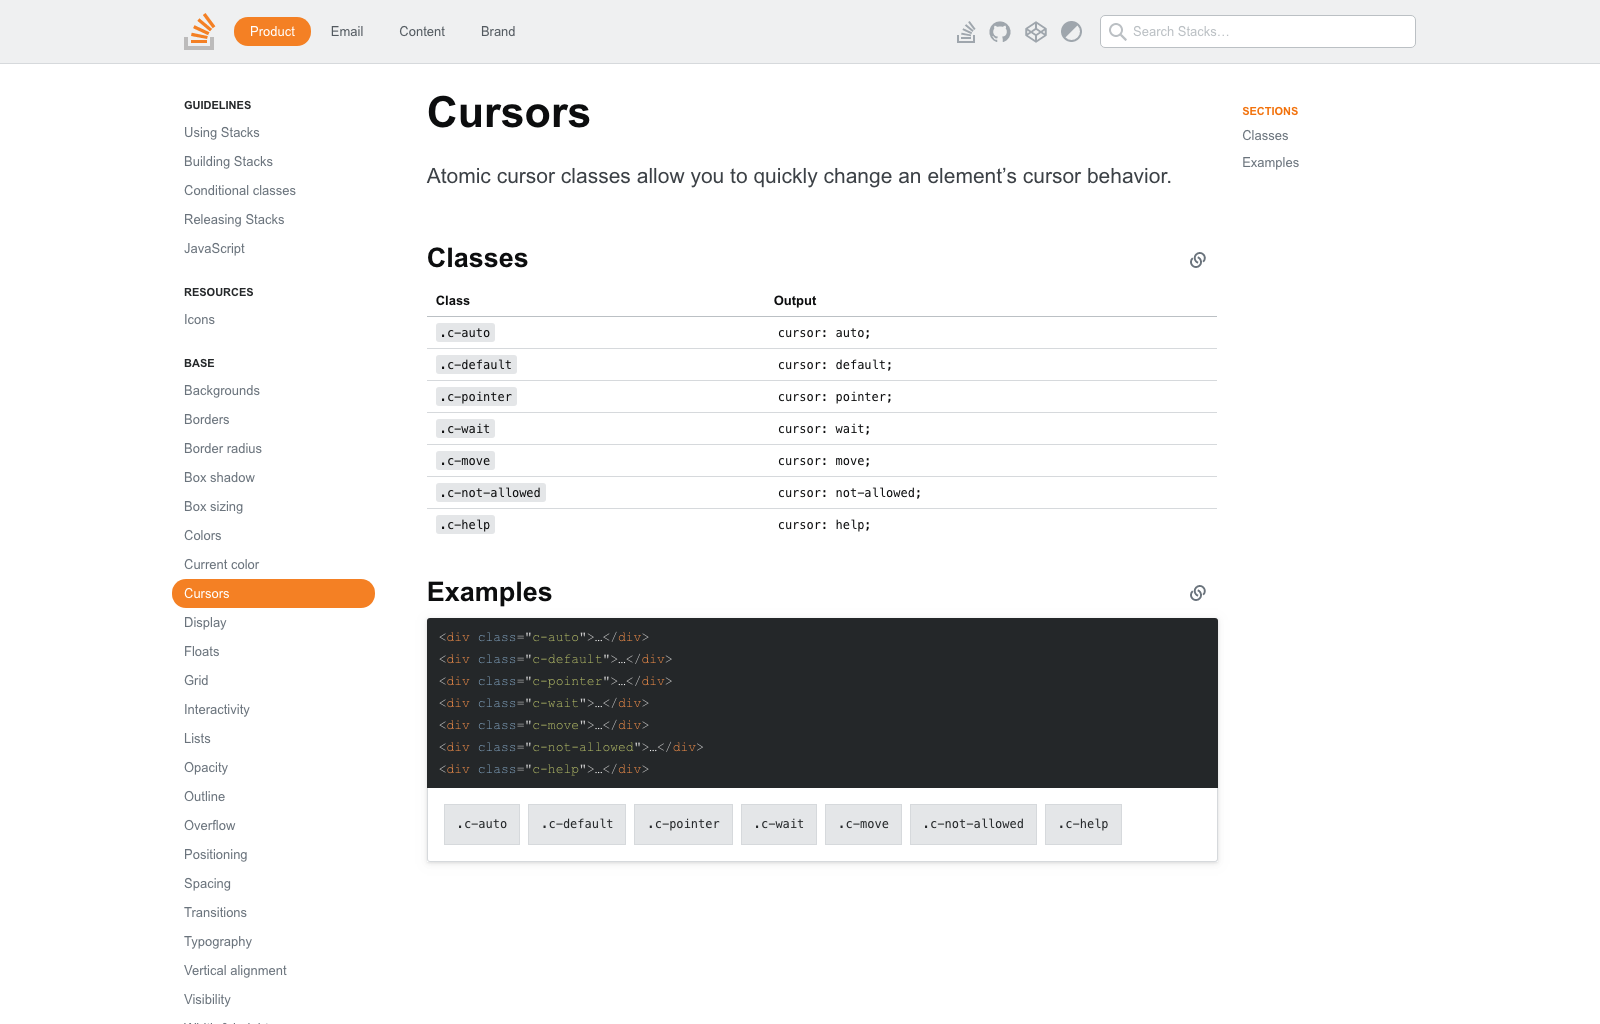 Product
Email
Content
Brand
Search Stacks…
GUIDELINES
Using Stacks
Building Stacks
Conditional classes
Releasing Stacks
JavaScript
RESOURCES
Icons
BASE
Backgrounds
Borders
Border radius
Box shadow
Box sizing
Colors
Current color
Cursors
Display
Floats
Grid
Interactivity
Lists
Opacity
Outline
Overflow
Positioning
Spacing
Transitions
Typography
Vertical alignment
Visibility
Cursors
Atomic cursor classes allow you to quickly change an element’s cursor behavior.
Classes
Class Output
.c-auto cursor: auto;
.c-default cursor: default;
.c-pointer cursor: pointer;
.c-wait cursor: wait;
.c-move cursor: move;
.c-not-allowed cursor: not-allowed;
.c-help cursor: help;
Examples
<div class="c-auto">…</div>
<div class="c-default">…</div>
<div class="c-pointer">…</div>
<div class="c-wait">…</div>
<div class="c-move">…</div>
<div class="c-not-allowed">…</div>
<div class="c-help">…</div>
.c-auto .c-default .c-pointer .c-wait .c-move .c-not-allowed .c-help
SECTIONS
Classes
Examples